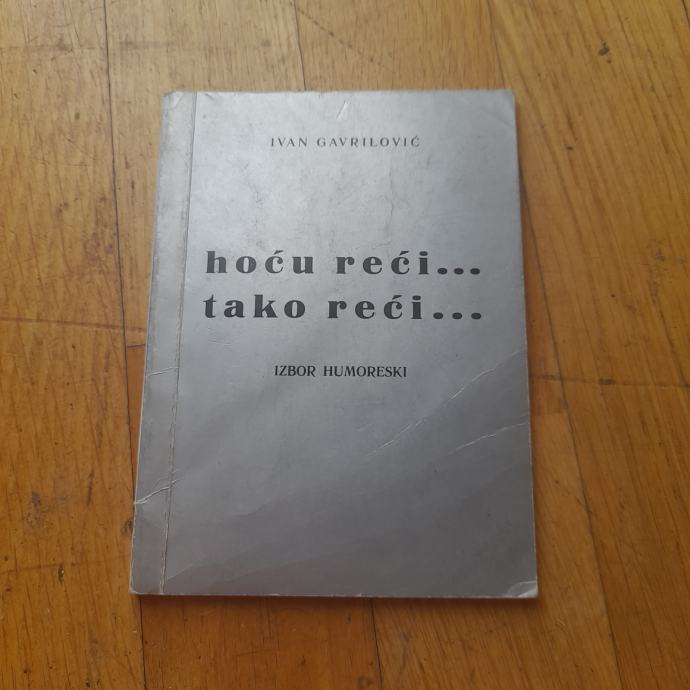 IVAN GAVRILOVIĆ
hoću reći...
tako reći...
IZBOR HUMORESKI